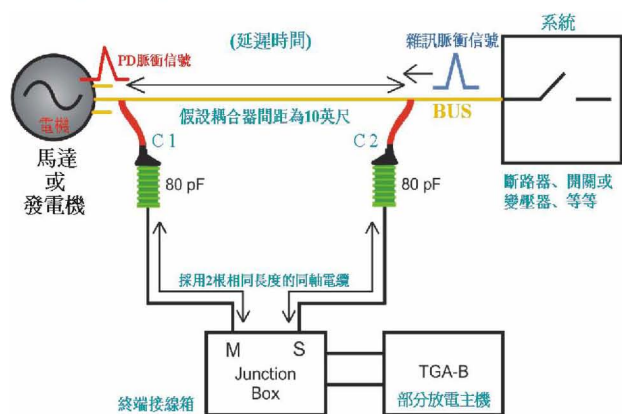 系統
(延遲時間)
PD脈衝信號
雜訊脈衝信號
電機
假設耦合器間距為10英尺
BUS
馬達
或
發電機
C1
C2
80 pF
80 pF
斷路器、開關或
變壓器、等等
採用2根相同長度的同軸電纜
M
S
Junction
Box
TGA-B
部分放電主機
終端接線箱